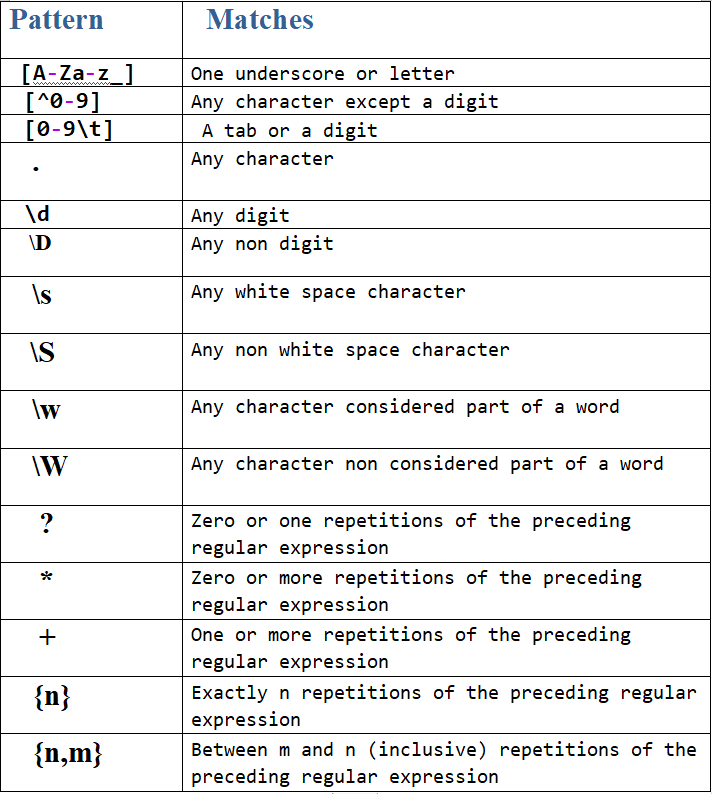 Pattern Matches
[A-Za-z_] One underscore or letter
[^0-9] Any character except a digit
[0-9\t] A tab or a digit
. Any character
\d Any digit
\D Any non digit
\s Any white space character
\S Any non white space character
\w Any character considered part of a word
\W Any character non considered part of a word
? Zero or one repetitions of the preceding
regular expression
* Zero or more repetitions of the preceding
regular expression
+ One or more repetitions of the preceding
regular expression
{n} Exactly n repetitions of the preceding regular
expression
{n,m} Between m and n (inclusive) repetitions of the
preceding regular expression